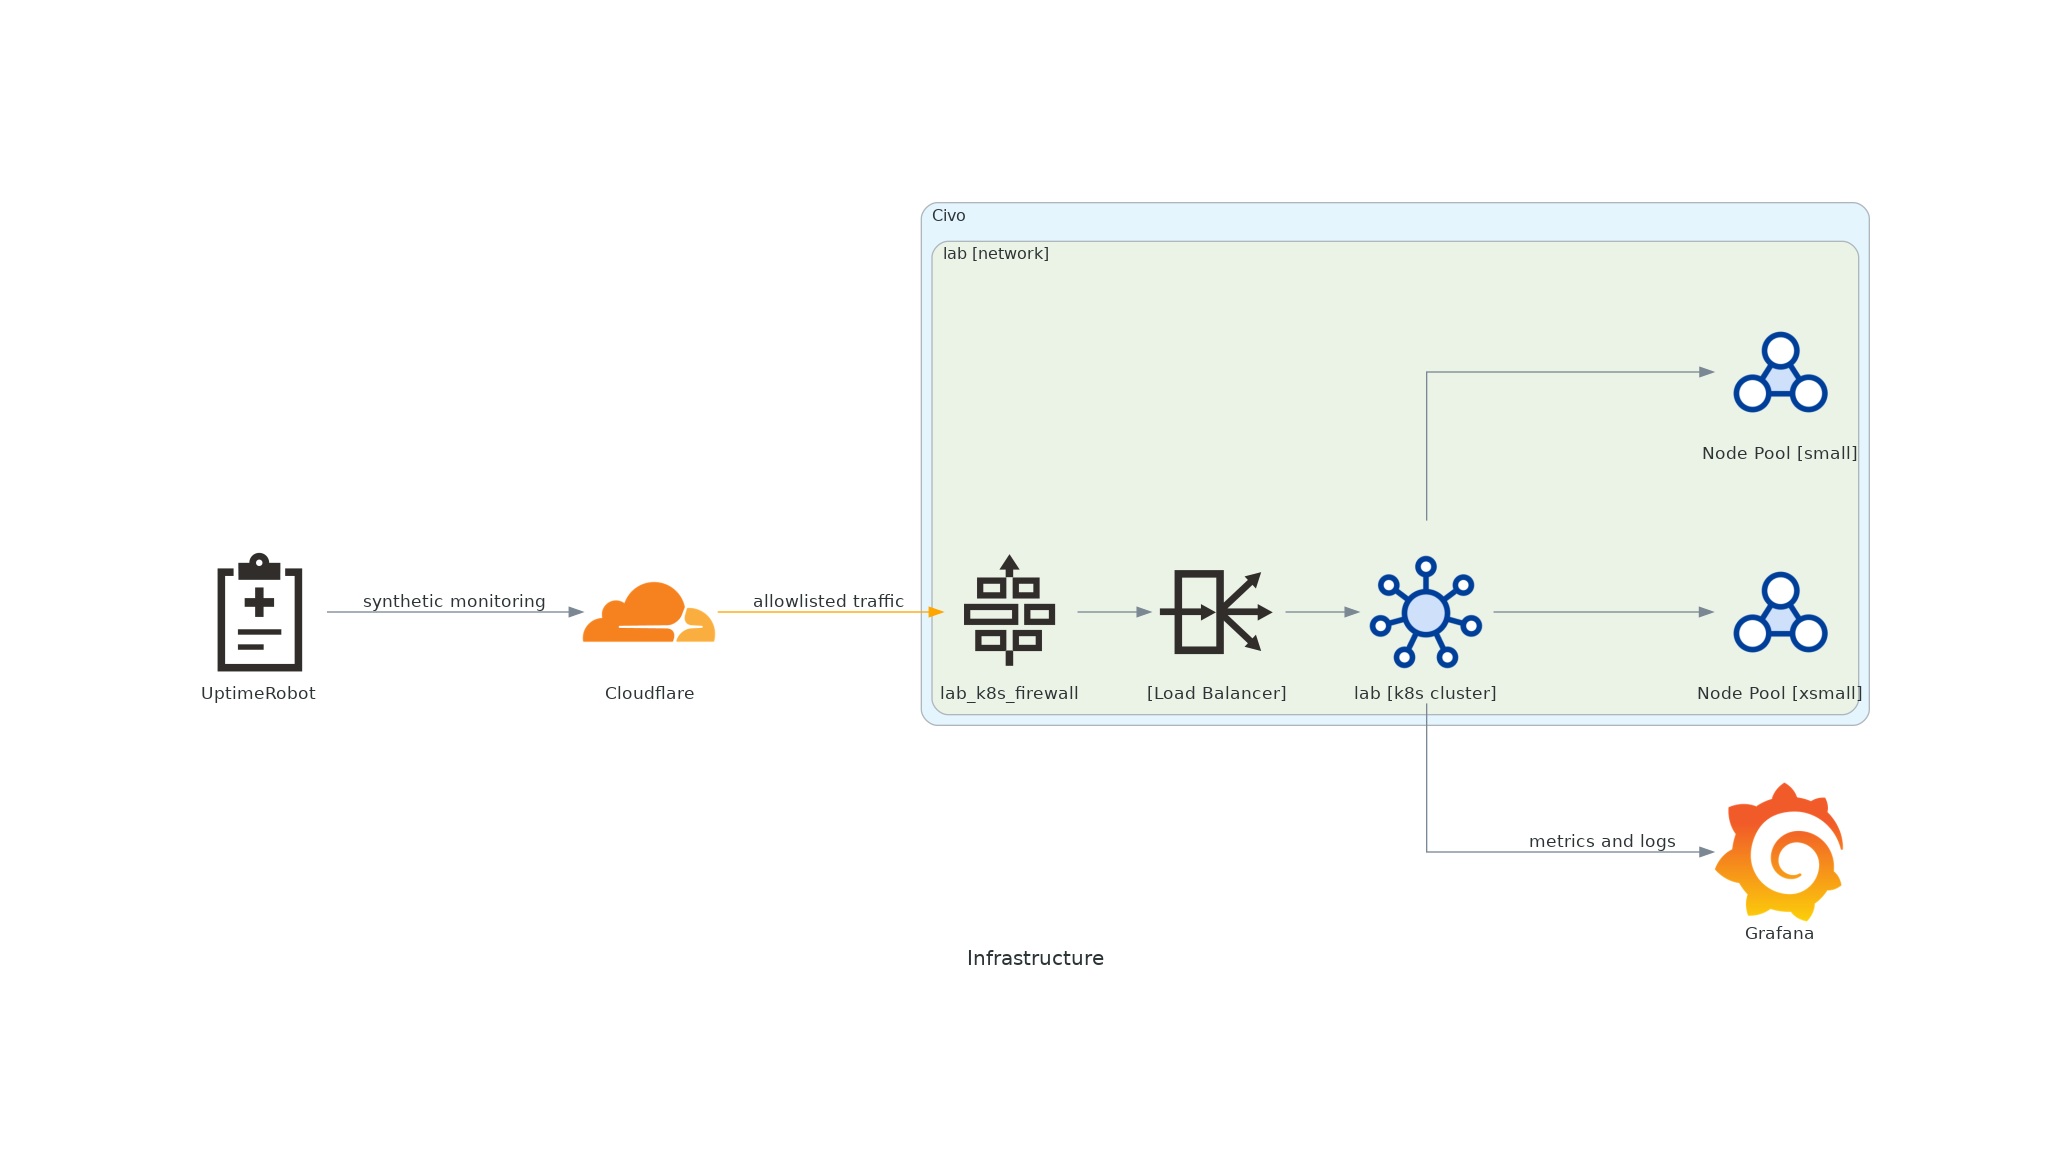 Civo
lab [network]
Node Pool [small]
synthetic monitoring
allowlisted traffic
UptimeRobot
Cloudflare
lab_k8s_firewall
[Load Balancer]
lab [k8s cluster]
Node Pool [xsmall]
metrics and logs
Grafana
Infrastructure